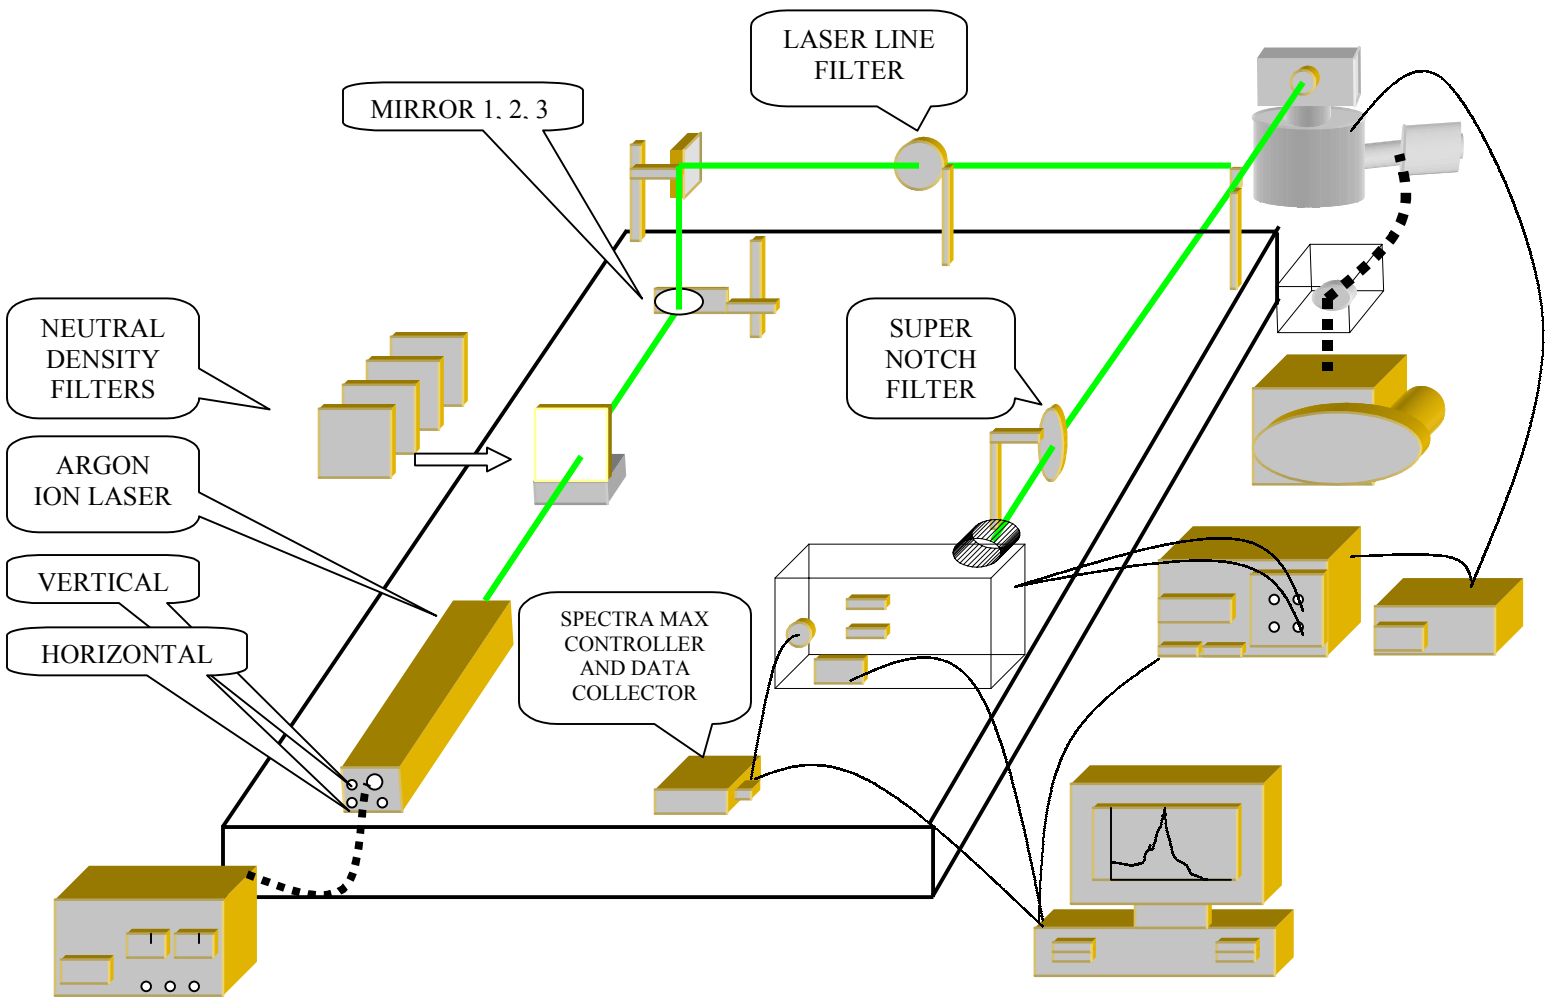 LASER LINE
FILTER
MIRROR 1, 2, 3
NEUTRAL
DENSITY
FILTERS
SUPER
NOTCH
FILTER
ARGON
ION LASER
VERTICAL
HORIZONTAL
SPECTRA MAX
CONTROLLER
AND DATA
COLLECTOR